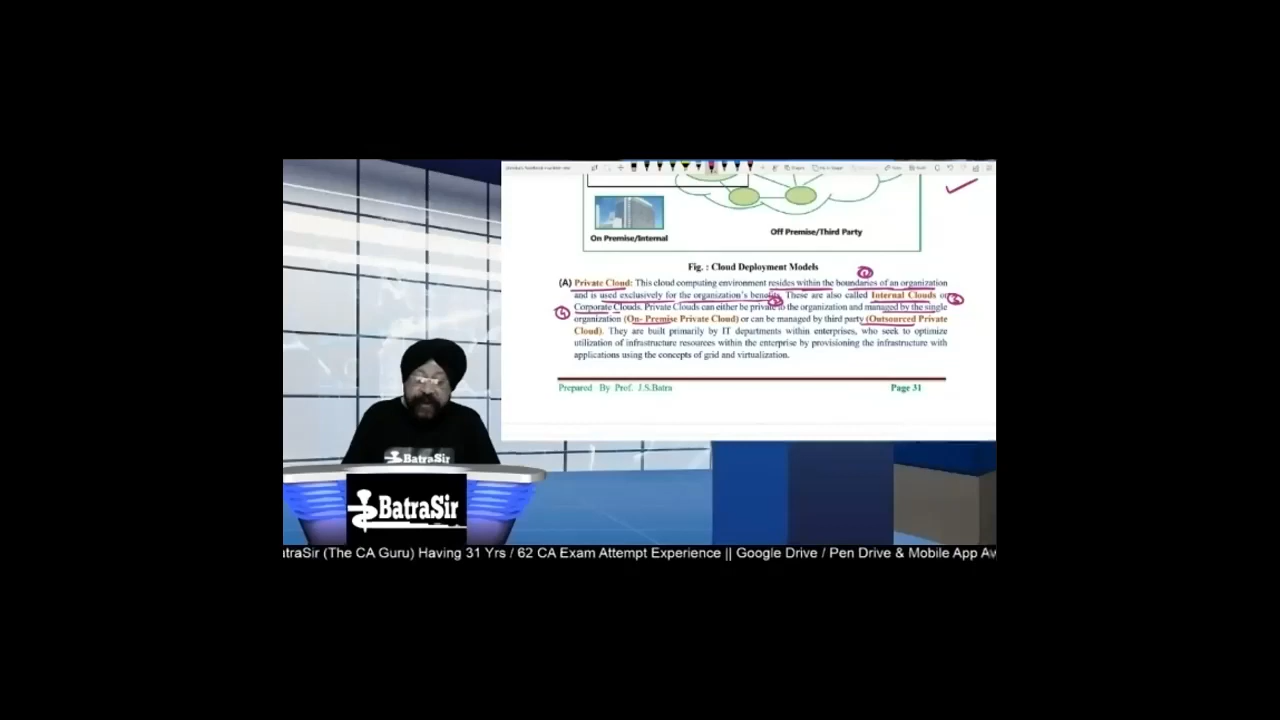 On Premise/Internal
Off Premise/Third Party
Fig. : Cloud Deployment Models
(A) Private Cloud: This cloud computing environment resides within the boundaries of an organization
and is used exclusively for the organization's benefits. These are also called Internal Clouds or
Corporate Clouds. Private Clouds can either be private to the organization and managed by the single
organization (On- Premise Private Cloud) or can be managed by third party (Outsourced Private
Cloud). They are built primarily by IT departments within enterprises, who seek to optimize
utilization of infrastructure resources within the enterprise by provisioning the infrastructure with
applications using the concepts of grid and virtualization.
Prepared By Prof. J.S.Batra
Page 31
BatraSir
BatraSir
atraSir (The CA Guru) Having 31 Yrs / 62 CA Exam Attempt Experience || Google Drive / Pen Drive & Mobile App Av